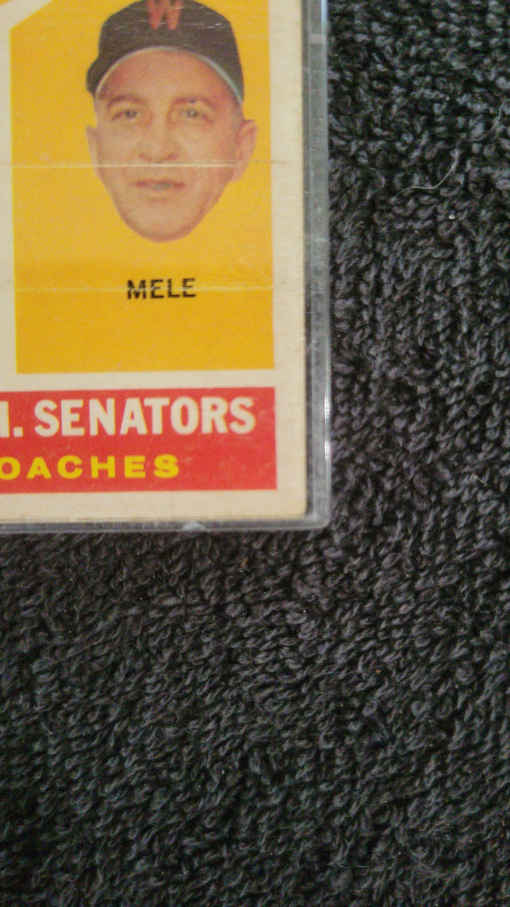 W
MELE
. SENATORS
OACHES